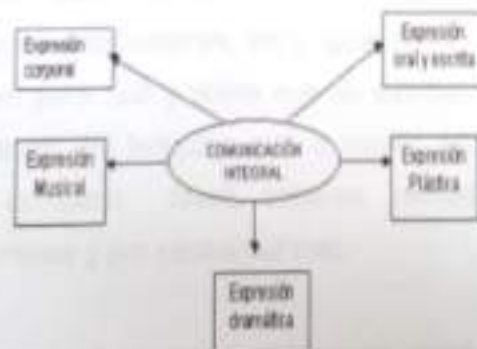 Expresión
corporal
Expresión
oral y escrita
COMUNICACIÓN
INTEGRAL
Expresión
Musical
Expresión
Plástica
Expresión
dramática